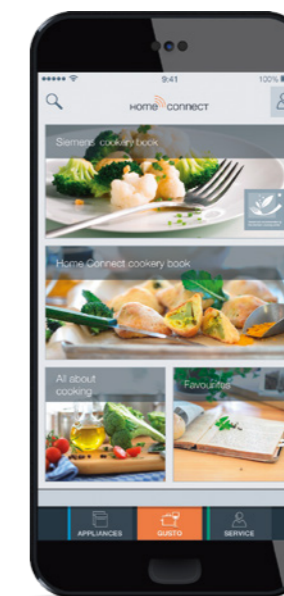 9:41
100%
HOME CONNECT
Siemens cookery book
Home Connect cookery book
All about
cooking
Favourites
APPLIANCES
GUSTO
SERVICE